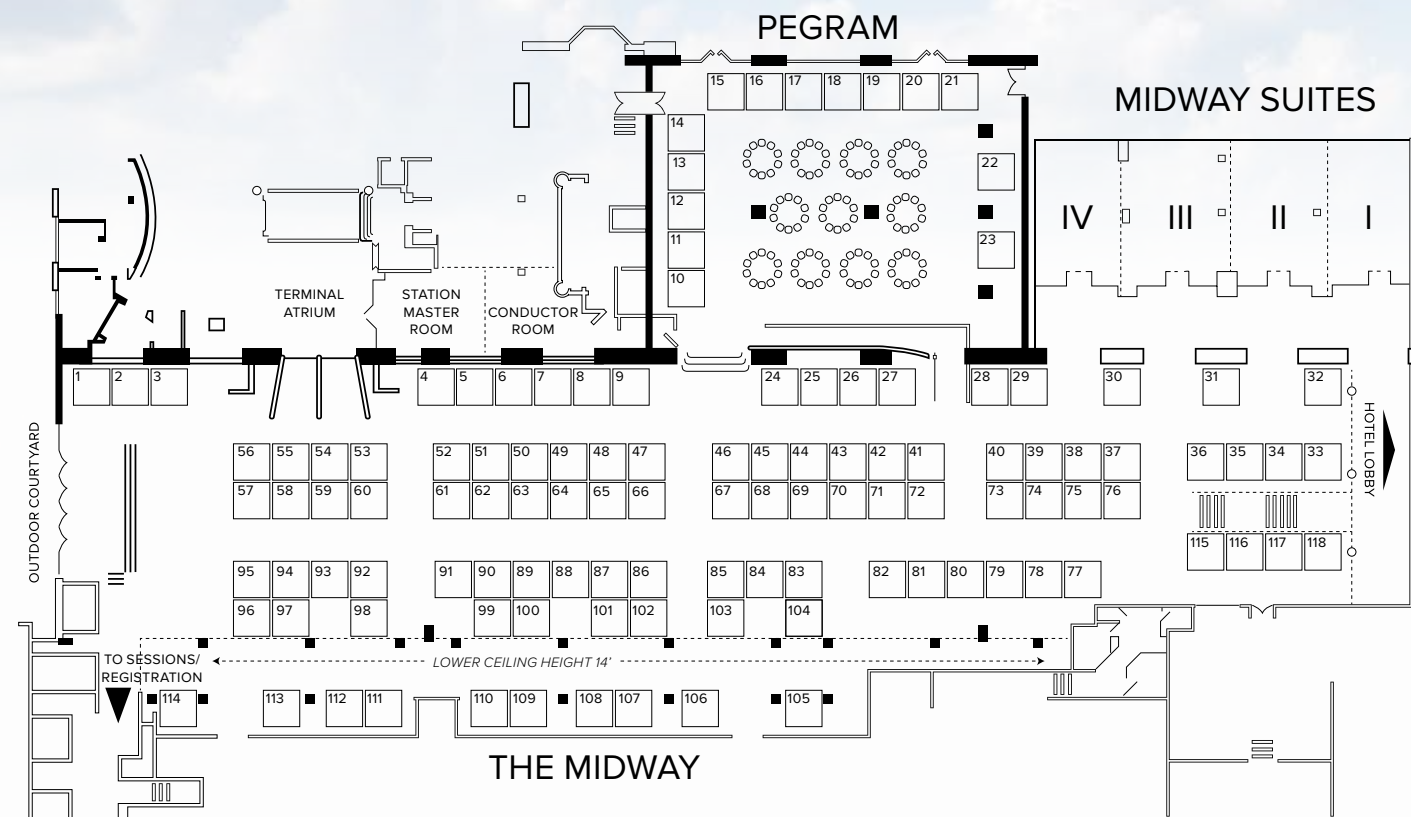 PEGRAM
MIDWAY SUITES
15 16 17 18 19 20 21
14
13
12
11
10
22
23
IV III II I
TERMINAL
ATRIUM
STATION
MASTER
ROOM
CONDUCTOR
ROOM
1 2 3
4 5 6 7 8 9
24 25 26 27
28 29
30
31
32
OUTDOOR COURTYARD
HOTEL LOBBY
56 55 54 53
52 51 50 49 48 47
46 45 44 43 42 41
40 39 38 37
36 35 34 33
57 58 59 60
61 62 63 64 65 66
67 68 69 70 71 72
73 74 75 76
115 116 117 118
95 94 93 92
91 90 89 88 87 86
85 84 83
82 81 80 79 78 77
96 97 98
99 100 101 102
103 104
TO SESSIONS/
REGISTRATION
LOWER CEILING HEIGHT 14'
114 113 112 111 110 109 108 107 106 105
THE MIDWAY